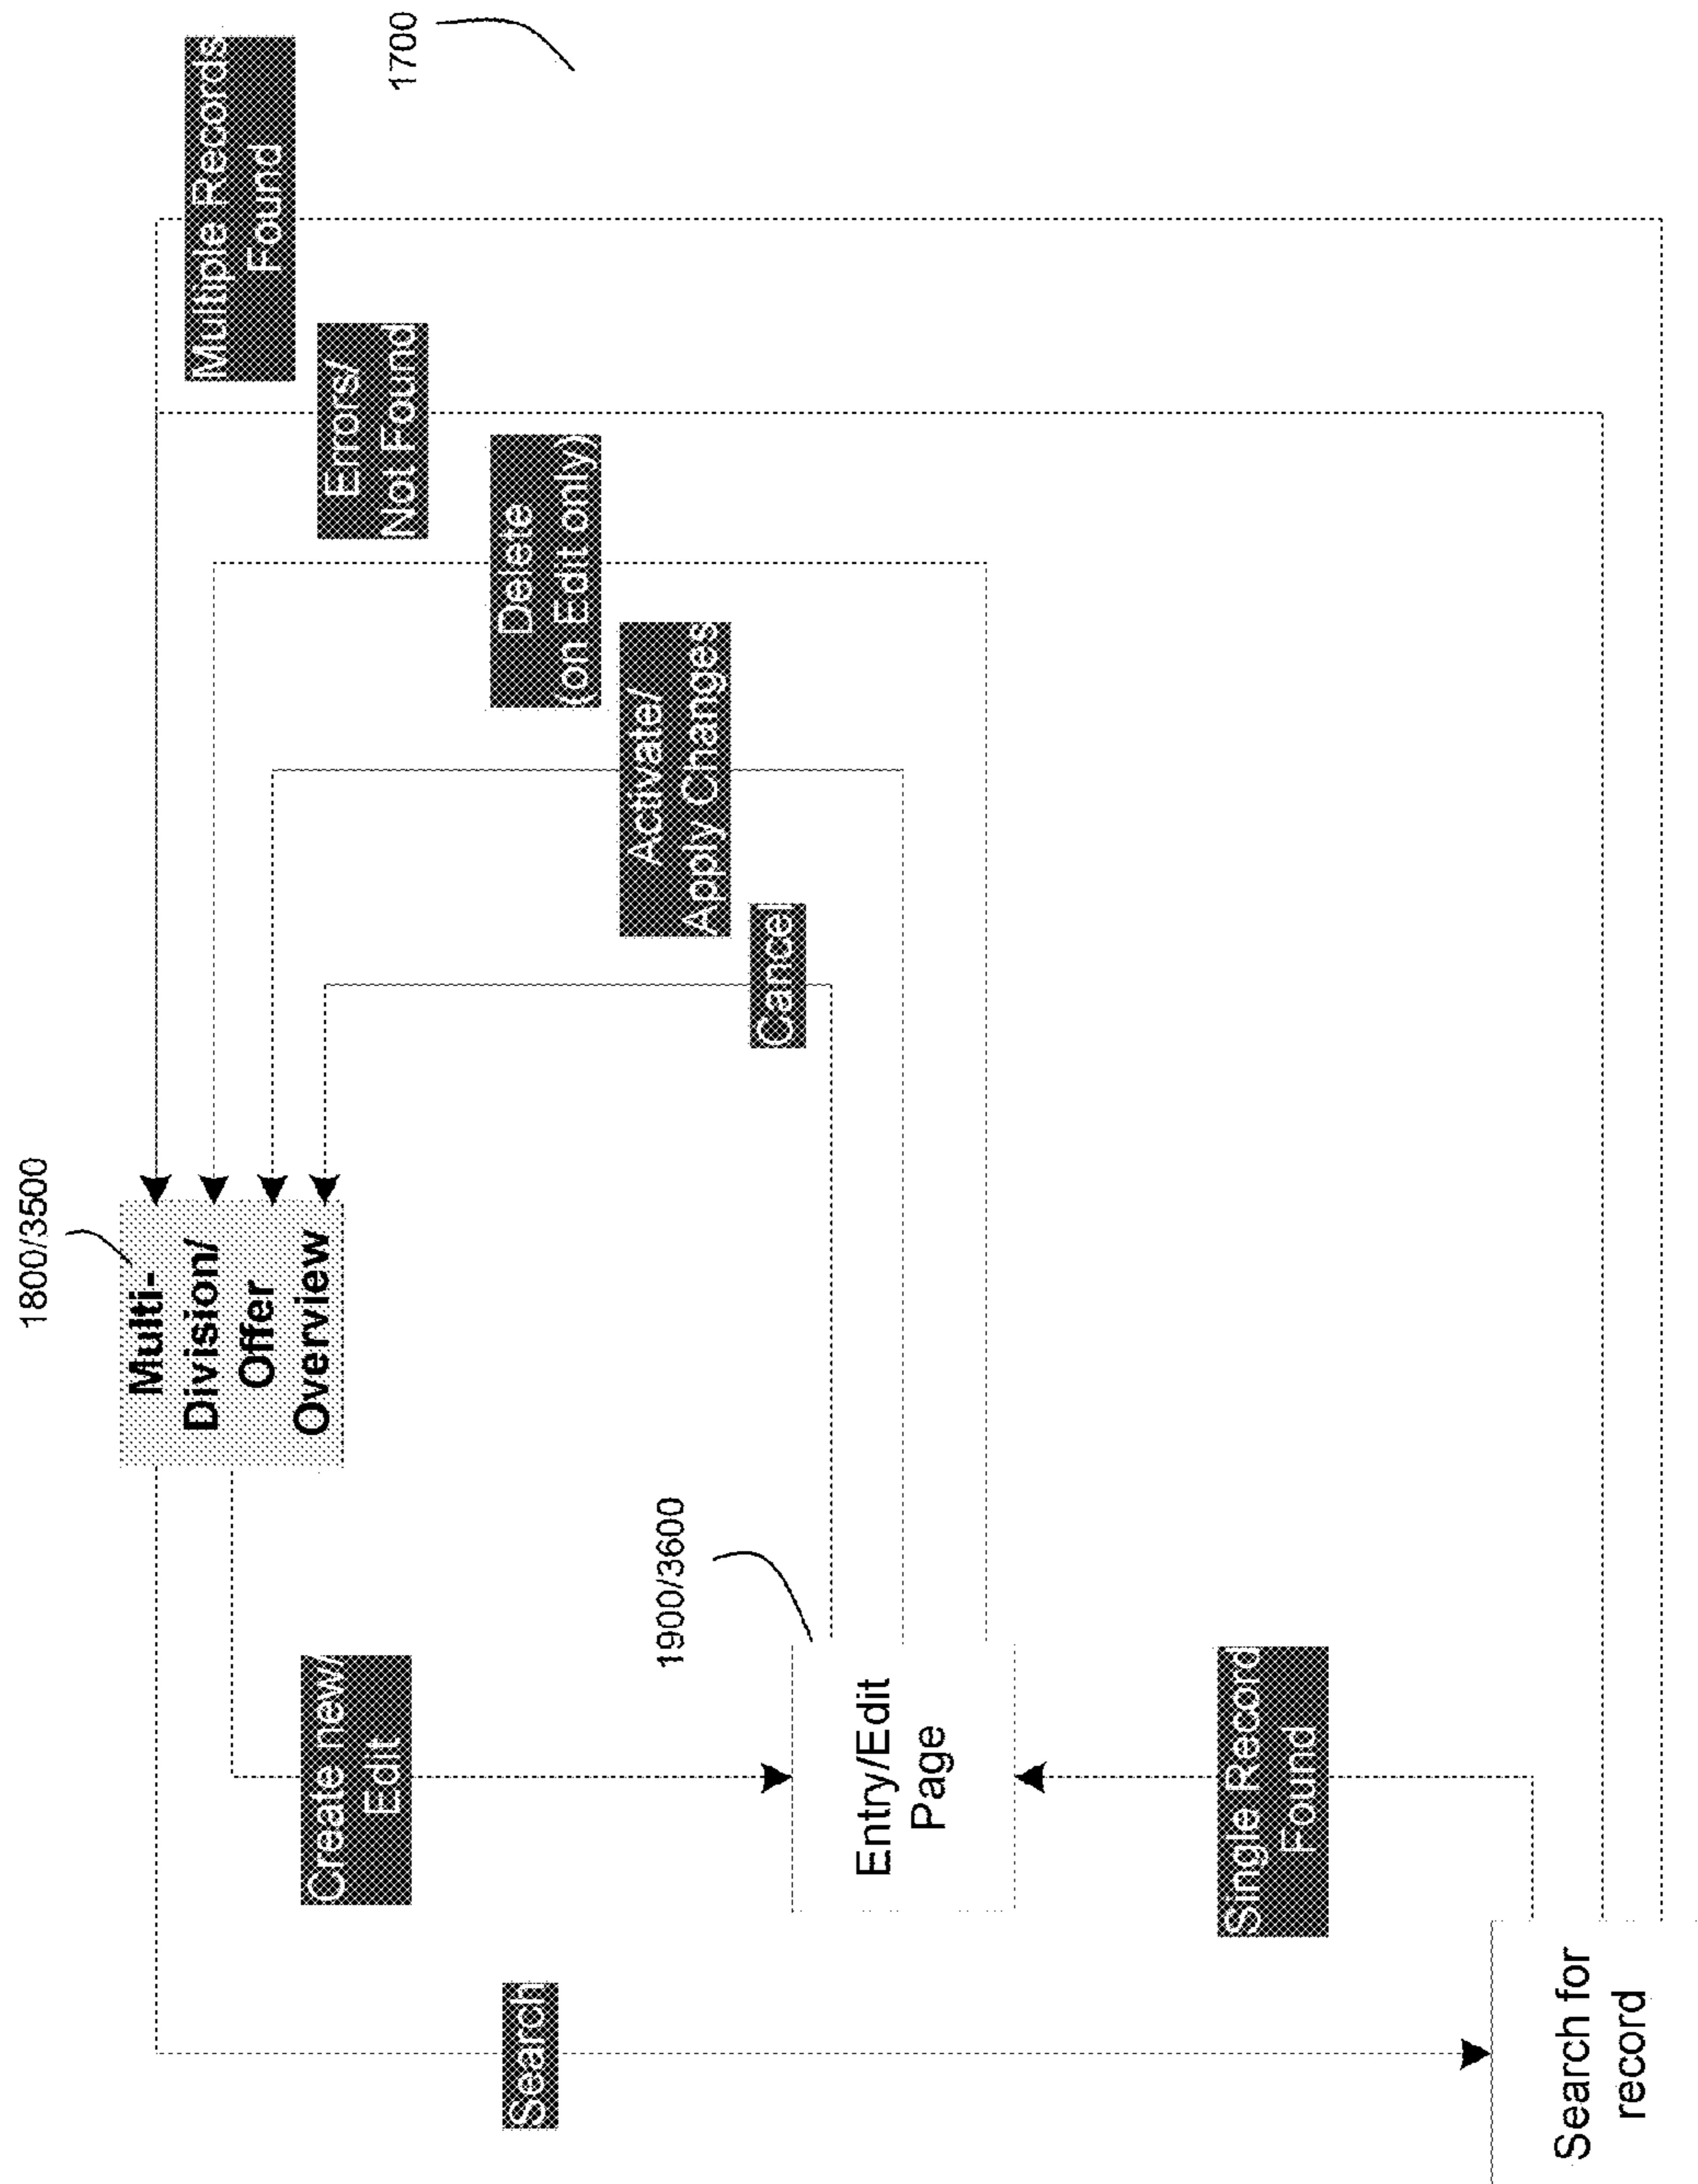 1800/3500
Multi-
Division/
Offer
Overview
Search
Create new/
Edit
1900/3600
Entry/Edit
Page
Single Record
Found
Search for
record
Cancel
Activate/
Apply Changes
Delete
(on Edit only)
Errors/
Not Found
Multiple Records
Found
1700